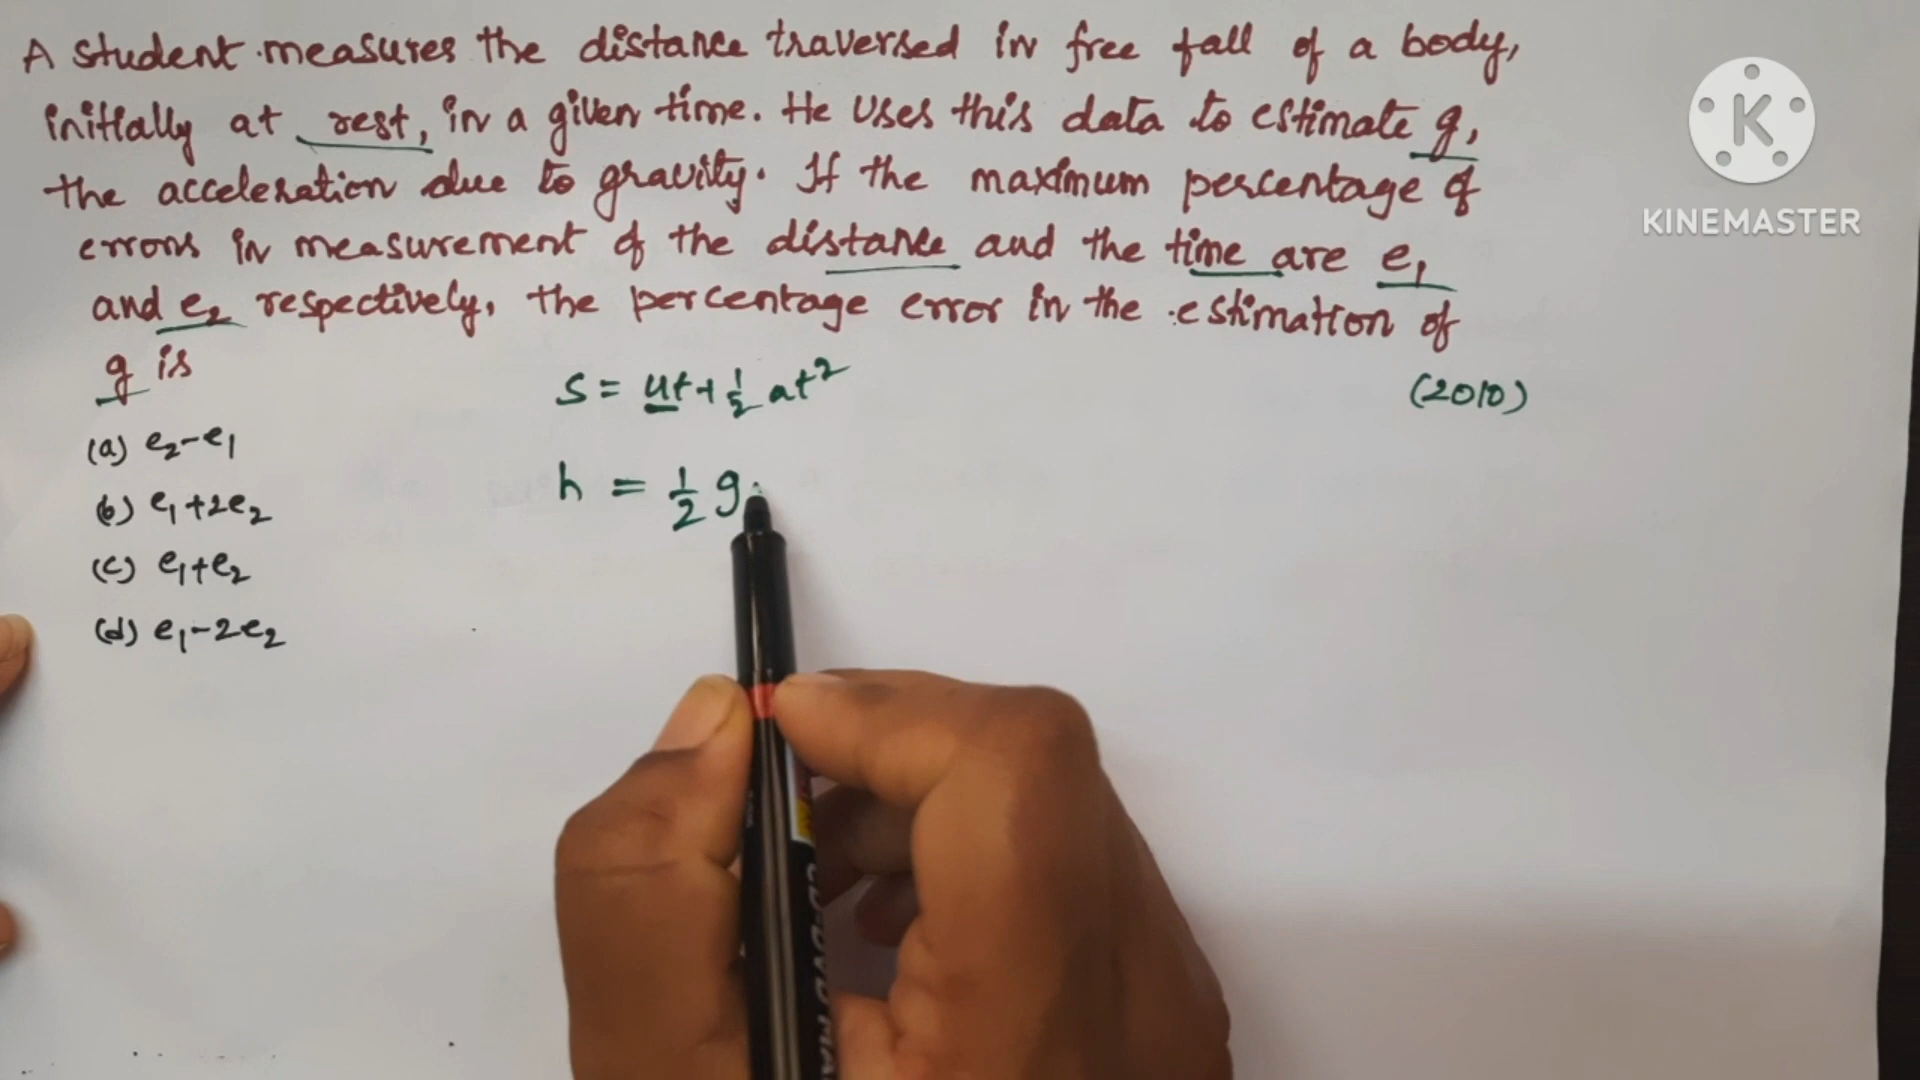 A student measures the distance traversed in free fall of a body,
initially at rest, in a given time. He uses this data to estimate g,
the acceleration due to gravity. If the maximum percentage of
errors in measurement of the distance and the time are e₁
and e₂ respectively, the percentage error in the estimation of
g is
(2010)
S = ut + 1/2 at²
h = 1/2 g
(a) e₂-e₁
(b) e₁+2e₂
(c) e₁+e₂
(d) e₁-2e₂
K
KINEMASTER